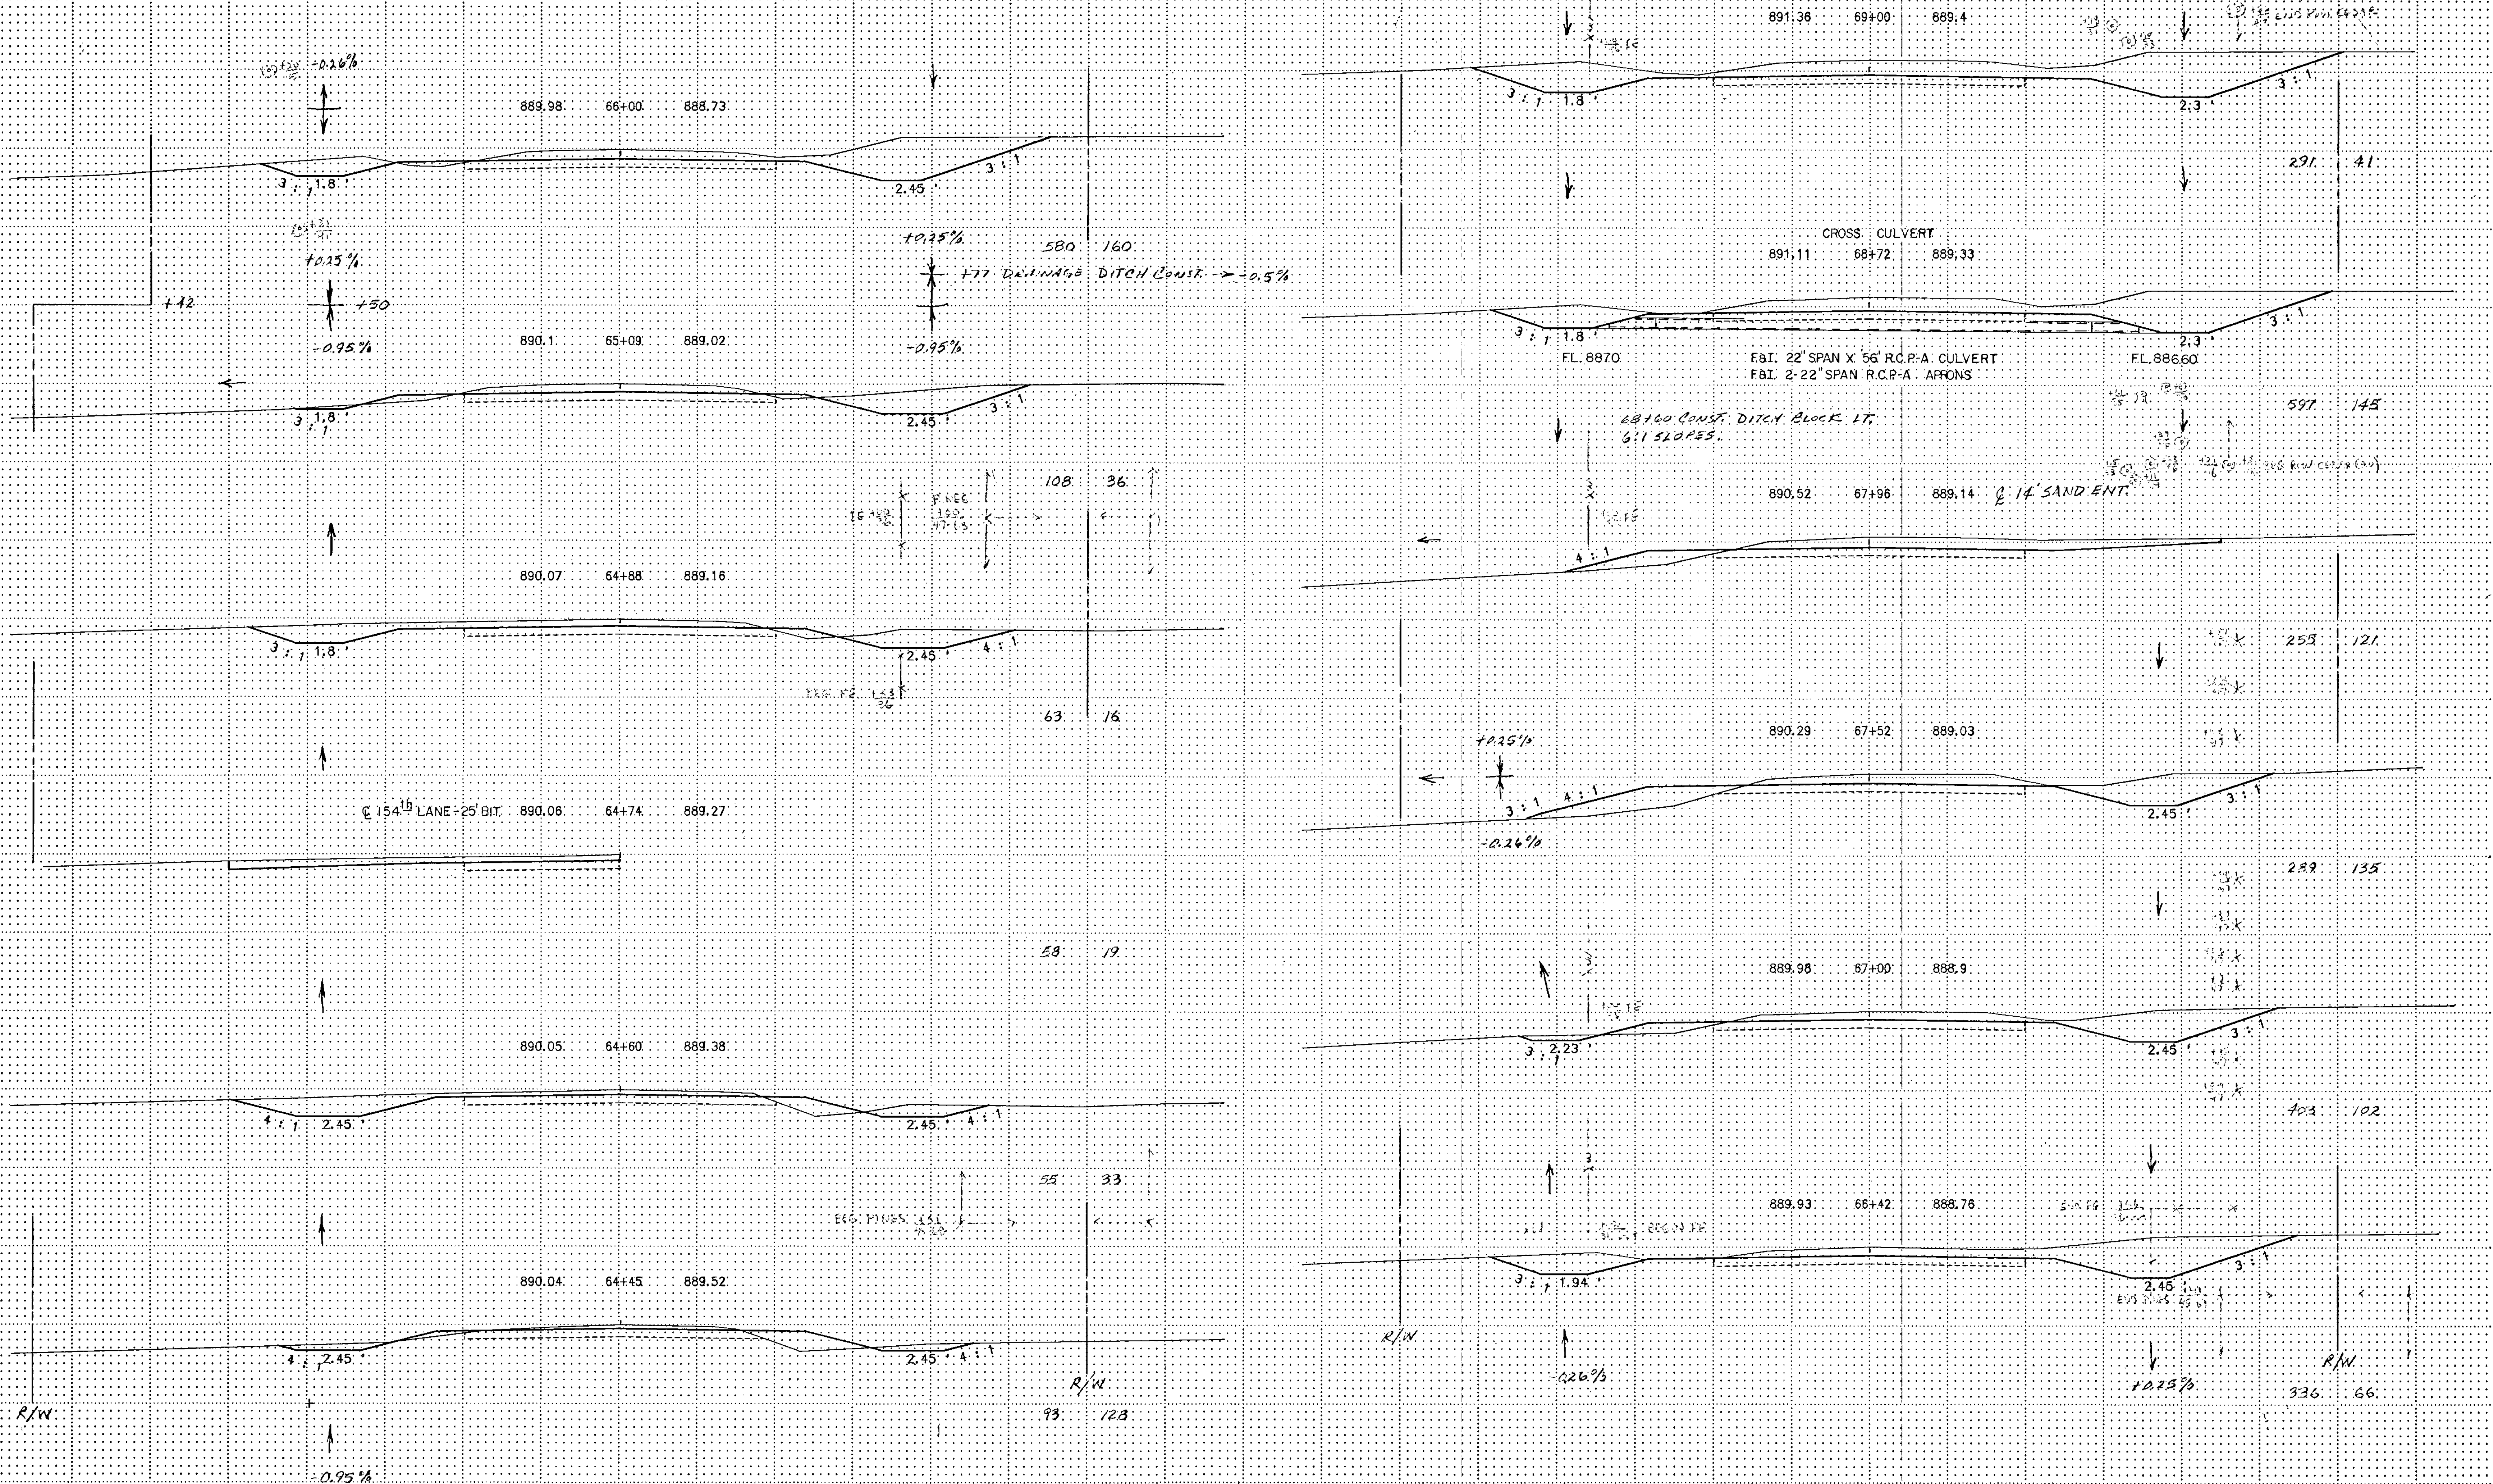 -0.26%
889.98 66+00 888.73
3 : 1 1.8'
2.45' 3 : 1
+0.25%
+0.25%
580 160
+77 DRAINAGE DITCH CONST. → -0.5%
+42
+50
-0.95%
890.1 65+09 889.02
-0.95%
3 : 1 1.8'
2.45' 3 : 1
108 36
PINES
890.07 64+88 889.16
3 : 1 1.8'
2.45' 4 : 1
BEG. FE.
63 16
℄ 154th LANE-25' BIT. 890.06 64+74 889.27
58 19
890.05 64+60 889.38
4 : 1 2.45'
2.45' 4 : 1
55 33
BEG. PINES
890.04 64+45 889.52
4 : 1 2.45'
2.45' 4 : 1
R/W
R/W
93 128
-0.95%
891.36 69+00 889.4
3 : 1 1.8'
2.3' 3 : 1
291 41
CROSS CULVERT
891.11 68+72 889.33
3 : 1 1.8'
2.3' 3 : 1
FL. 887.0
F&I. 22" SPAN X 56' R.C.P.-A. CULVERT
FL. 886.60
F&I. 2-22" SPAN R.C.P.-A. APRONS
597 145
68+60 CONST. DITCH BLOCK LT.
6:1 SLOPES.
890.52 67+96 889.14 ℄ 14' SAND ENT.
4 : 1
255 121
890.29 67+52 889.03
+0.25%
3 : 1 4 : 1
2.45' 3 : 1
-0.26%
239 135
889.98 67+00 888.9
3 : 1 2.23'
2.45' 3 : 1
403 102
889.93 66+42 888.76
BEGIN FE.
3 : 1 1.94'
2.45' 3 : 1
END PINES
R/W
R/W
-0.26%
+0.25%
336 66